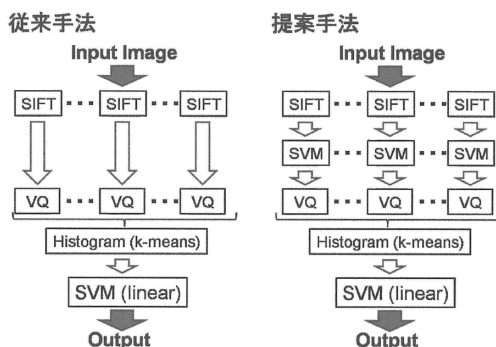 従来手法
Input Image
SIFT ・・・ SIFT ・・・ SIFT
VQ ・・・ VQ ・・・ VQ
Histogram (k-means)
SVM (linear)
Output
提案手法
Input Image
SIFT ・・・ SIFT ・・・ SIFT
SVM ・・・ SVM ・・・ SVM
VQ ・・・ VQ ・・・ VQ
Histogram (k-means)
SVM (linear)
Output